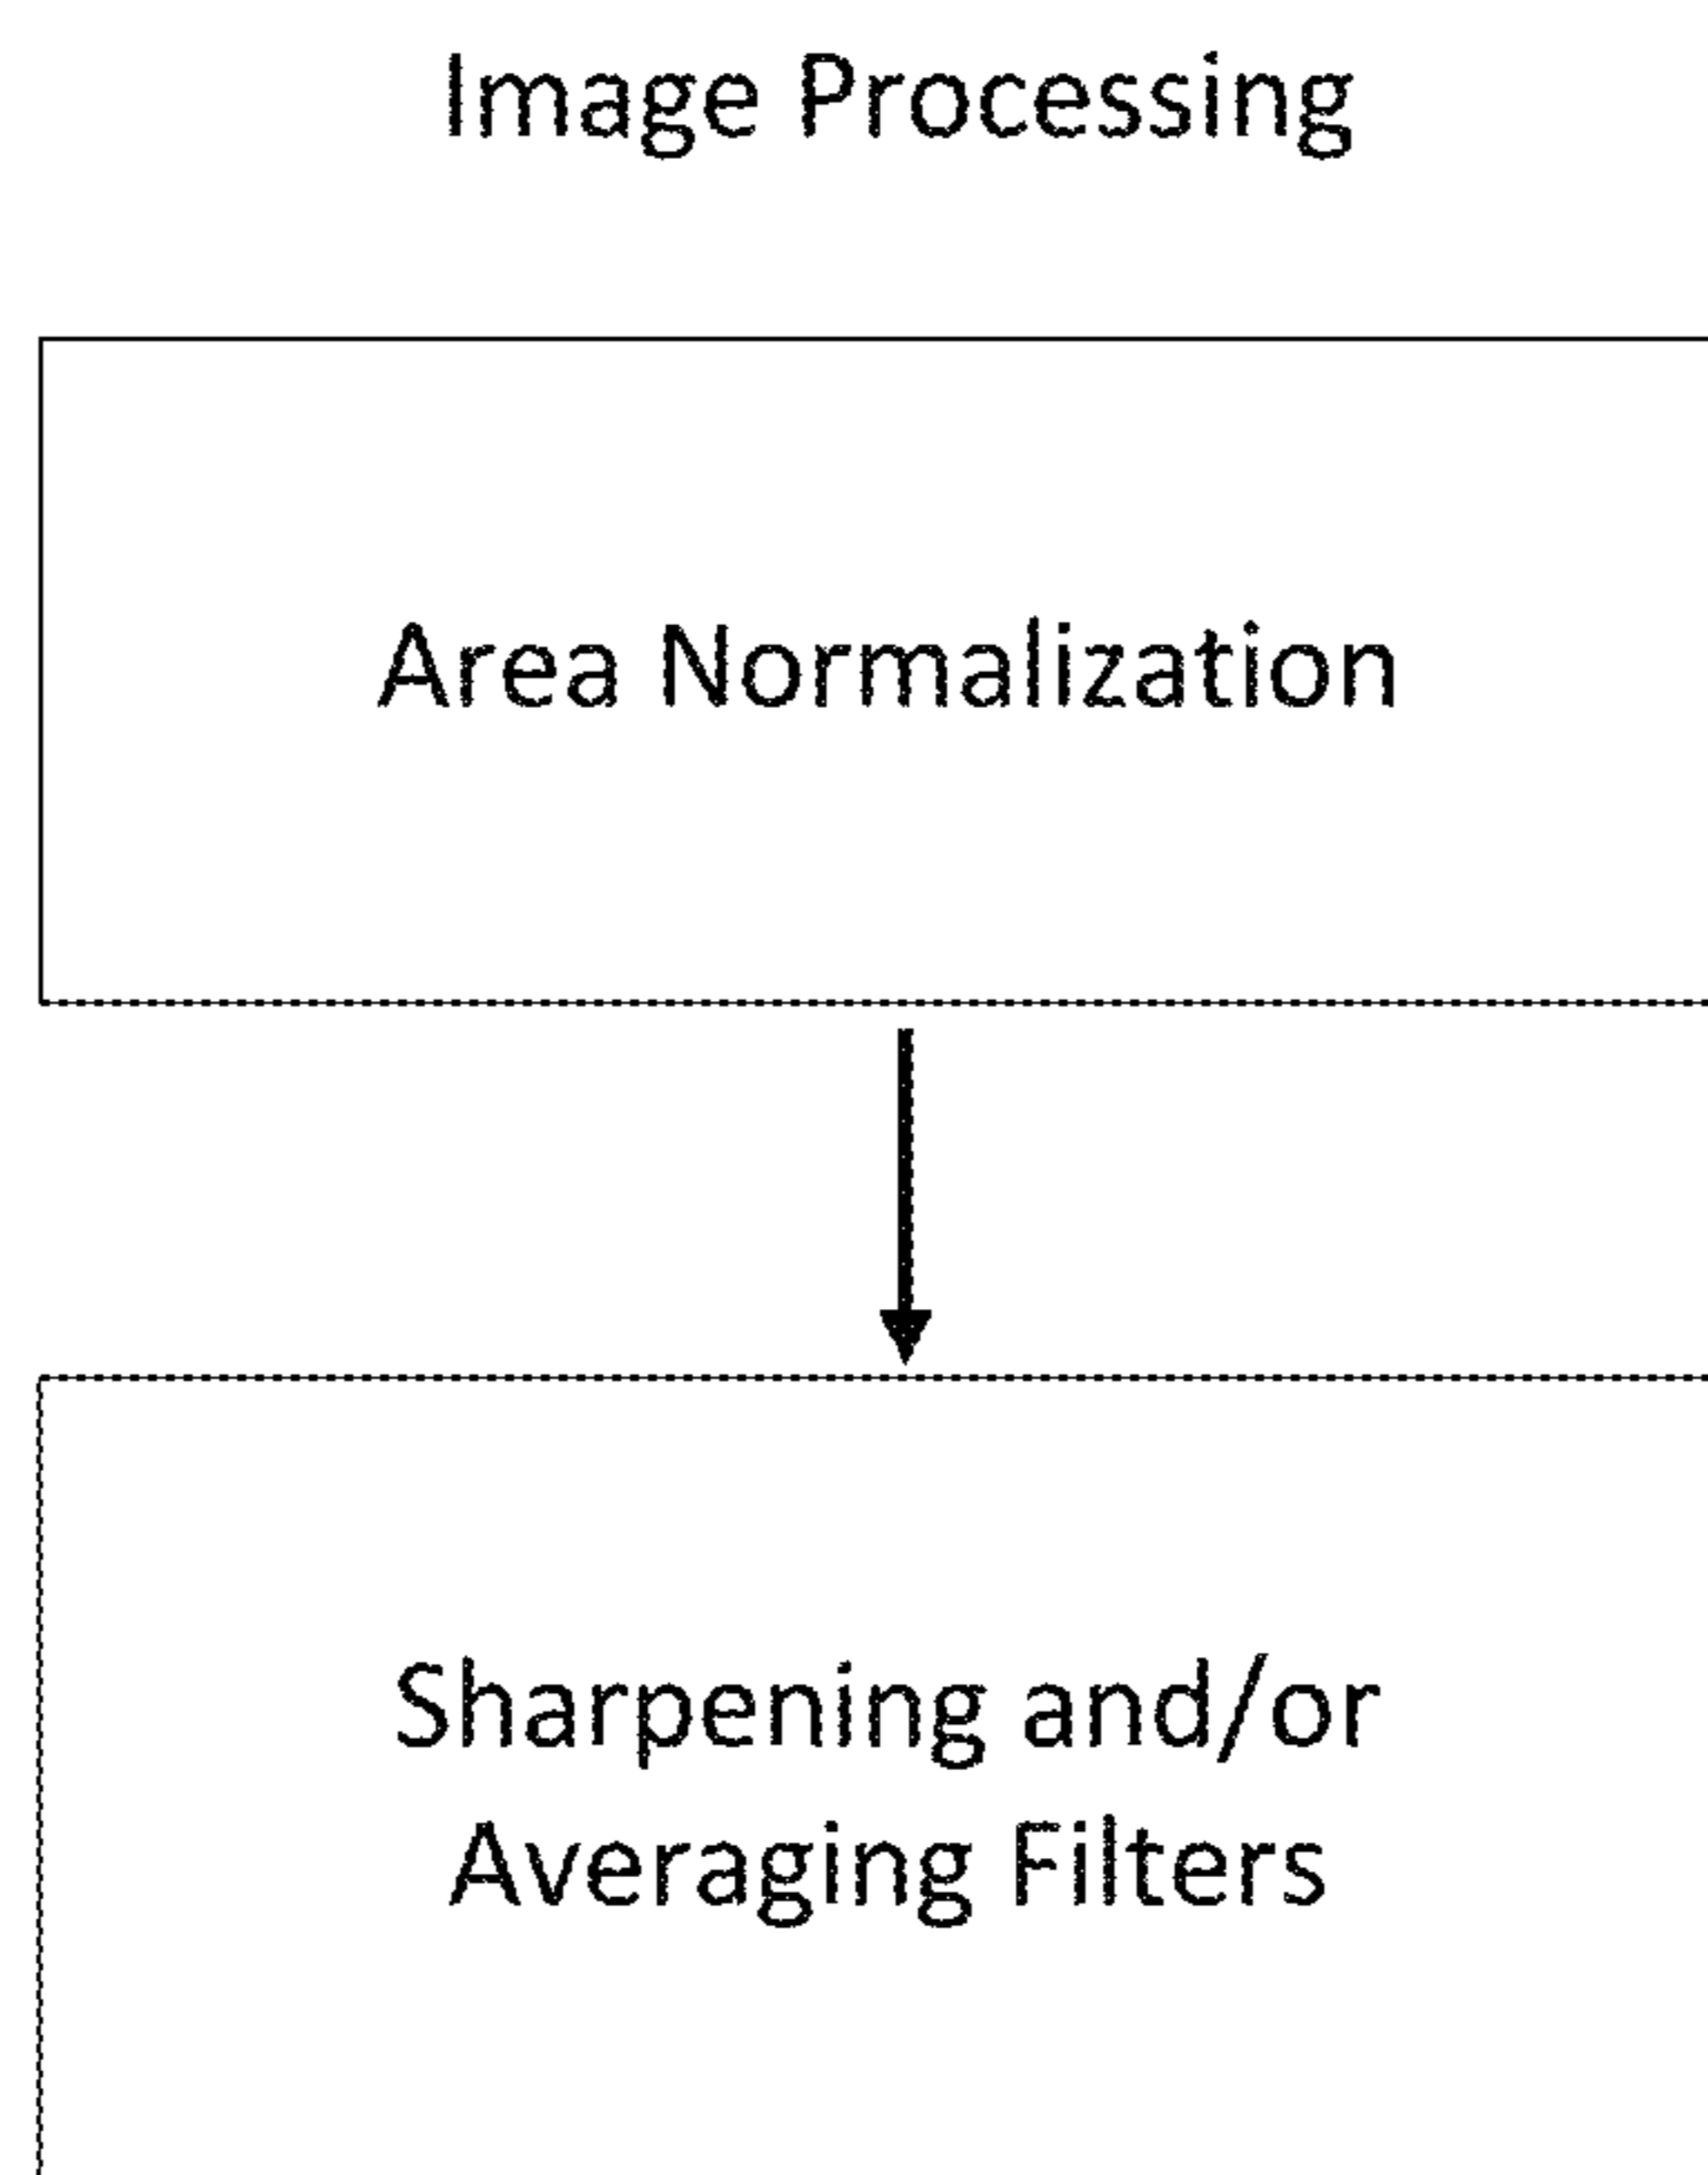 Image Processing
Area Normalization
Sharpening and/or
Averaging Filters